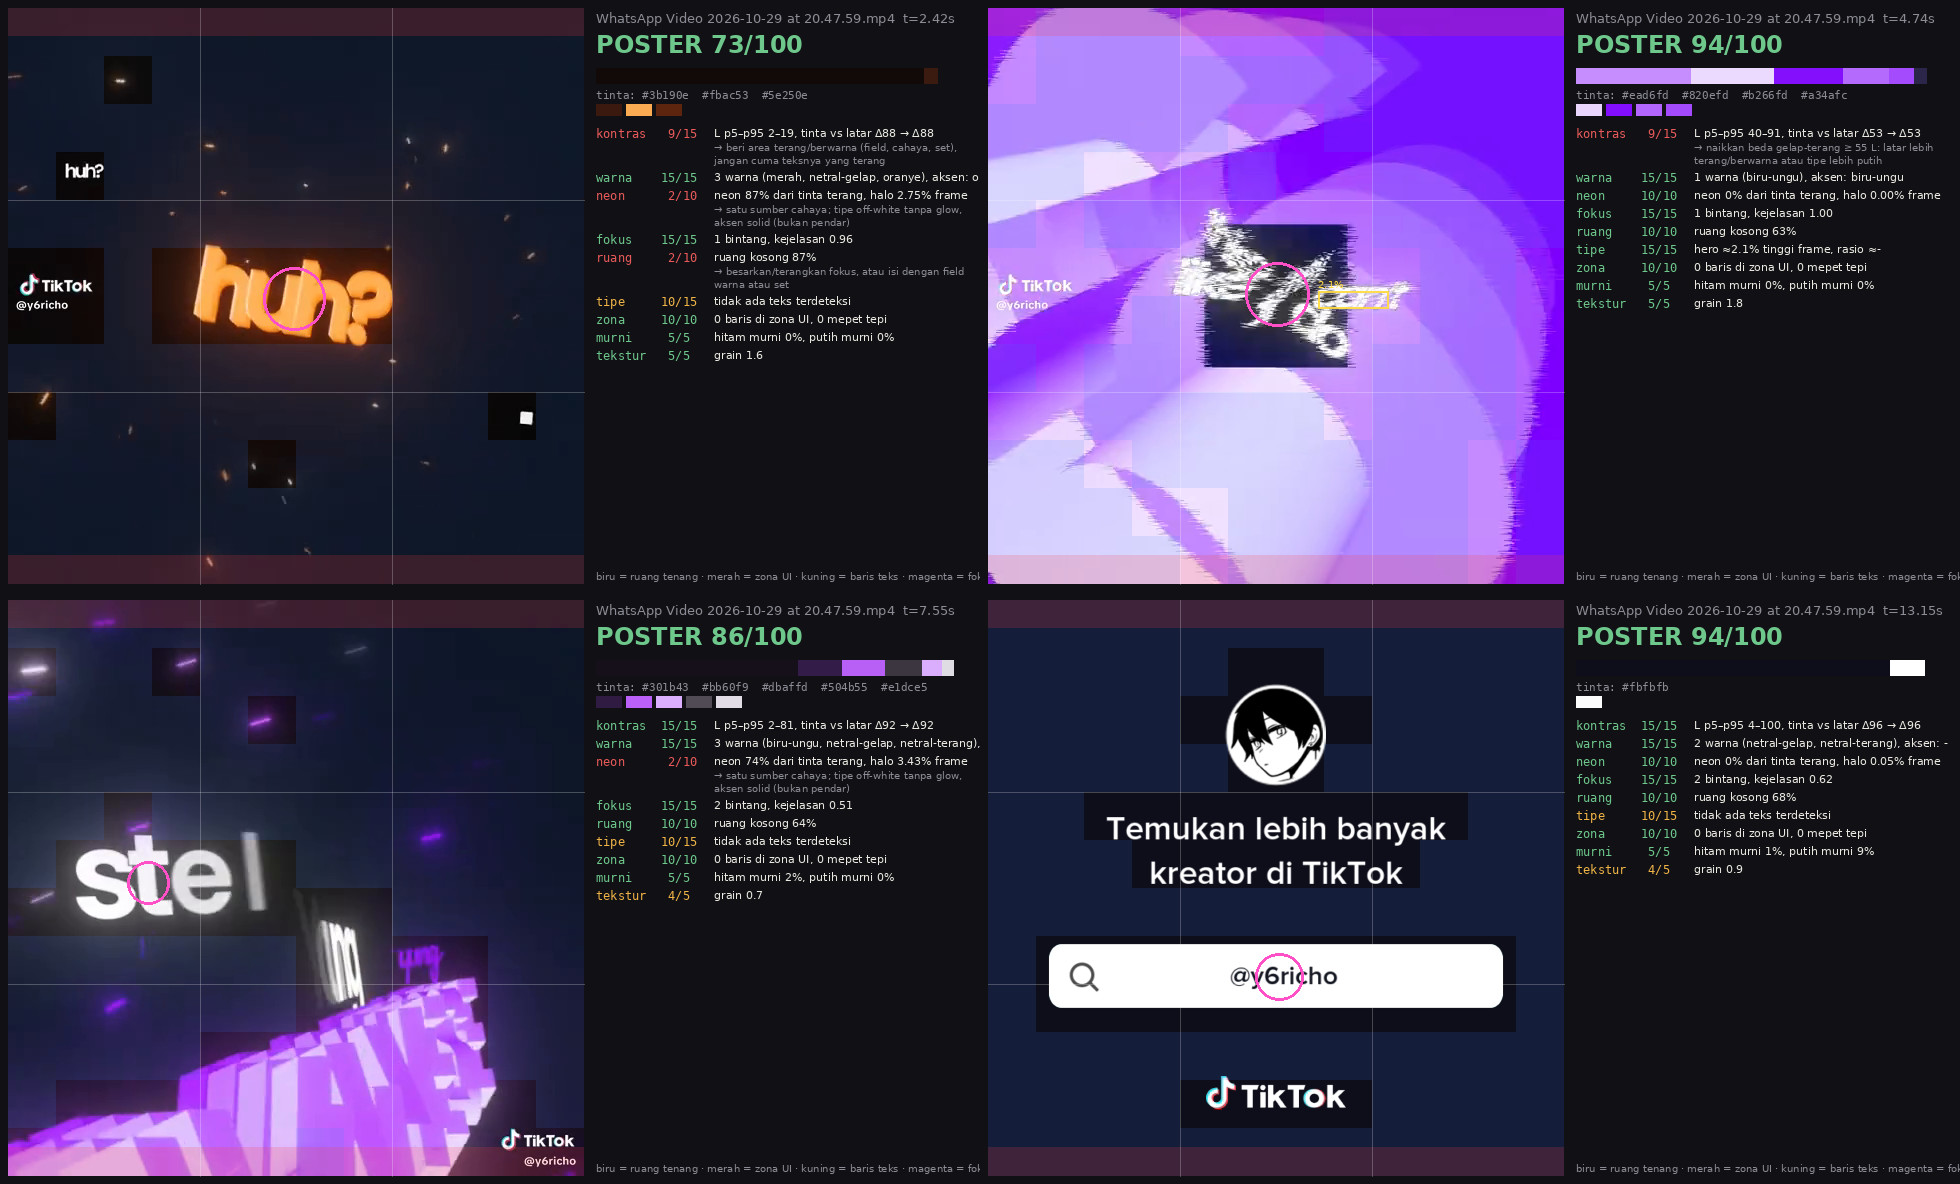 WhatsApp Video 2026-10-29 at 20.47.59.mp4  t=2.42s
POSTER 73/100
tinta: #3b190e  #fbac53  #5e250e
kontras 9/15 L p5–p95 2–19, tinta vs latar Δ88 → Δ88
→ beri area terang/berwarna (field, cahaya, set),
jangan cuma teksnya yang terang
warna 15/15 3 warna (merah, netral-gelap, oranye), aksen: o
neon 2/10 neon 87% dari tinta terang, halo 2.75% frame
→ satu sumber cahaya; tipe off-white tanpa glow,
aksen solid (bukan pendar)
fokus 15/15 1 bintang, kejelasan 0.96
ruang 2/10 ruang kosong 87%
→ besarkan/terangkan fokus, atau isi dengan field
warna atau set
tipe 10/15 tidak ada teks terdeteksi
zona 10/10 0 baris di zona UI, 0 mepet tepi
murni 5/5 hitam murni 0%, putih murni 0%
tekstur 5/5 grain 1.6
biru = ruang tenang · merah = zona UI · kuning = baris teks · magenta = fok
huh?
TikTok
@y6richo
huh?
WhatsApp Video 2026-10-29 at 20.47.59.mp4  t=4.74s
POSTER 94/100
tinta: #ead6fd  #820efd  #b266fd  #a34afc
kontras 9/15 L p5–p95 40–91, tinta vs latar Δ53 → Δ53
→ naikkan beda gelap-terang ≥ 55 L: latar lebih
terang/berwarna atau tipe lebih putih
warna 15/15 1 warna (biru-ungu), aksen: biru-ungu
neon 10/10 neon 0% dari tinta terang, halo 0.00% frame
fokus 15/15 1 bintang, kejelasan 1.00
ruang 10/10 ruang kosong 63%
tipe 15/15 hero ≈2.1% tinggi frame, rasio ≈-
zona 10/10 0 baris di zona UI, 0 mepet tepi
murni 5/5 hitam murni 0%, putih murni 0%
tekstur 5/5 grain 1.8
biru = ruang tenang · merah = zona UI · kuning = baris teks · magenta = fo
TikTok
@y6richo
2.1%
WhatsApp Video 2026-10-29 at 20.47.59.mp4  t=7.55s
POSTER 86/100
tinta: #301b43  #bb60f9  #dbaffd  #504b55  #e1dce5
kontras 15/15 L p5–p95 2–81, tinta vs latar Δ92 → Δ92
warna 15/15 3 warna (biru-ungu, netral-gelap, netral-terang),
neon 2/10 neon 74% dari tinta terang, halo 3.43% frame
→ satu sumber cahaya; tipe off-white tanpa glow,
aksen solid (bukan pendar)
fokus 15/15 2 bintang, kejelasan 0.51
ruang 10/10 ruang kosong 64%
tipe 10/15 tidak ada teks terdeteksi
zona 10/10 0 baris di zona UI, 0 mepet tepi
murni 5/5 hitam murni 2%, putih murni 0%
tekstur 4/5 grain 0.7
biru = ruang tenang · merah = zona UI · kuning = baris teks · magenta = fok
stel
TikTok
@y6richo
WhatsApp Video 2026-10-29 at 20.47.59.mp4  t=13.15s
POSTER 94/100
tinta: #fbfbfb
kontras 15/15 L p5–p95 4–100, tinta vs latar Δ96 → Δ96
warna 15/15 2 warna (netral-gelap, netral-terang), aksen: -
neon 10/10 neon 0% dari tinta terang, halo 0.05% frame
fokus 15/15 2 bintang, kejelasan 0.62
ruang 10/10 ruang kosong 68%
tipe 10/15 tidak ada teks terdeteksi
zona 10/10 0 baris di zona UI, 0 mepet tepi
murni 5/5 hitam murni 1%, putih murni 9%
tekstur 4/5 grain 0.9
biru = ruang tenang · merah = zona UI · kuning = baris teks · magenta = fo
Temukan lebih banyak
kreator di TikTok
@y6richo
TikTok